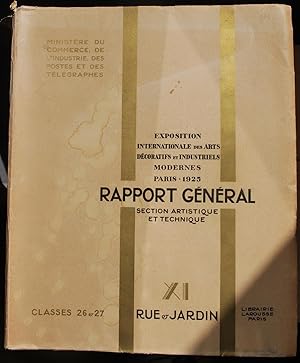 MINISTÈRE DU
COMMERCE, DE
L'INDUSTRIE, DES
POSTES ET DES
TÉLÉGRAPHES
EXPOSITION
INTERNATIONALE DES ARTS
DÉCORATIFS ET INDUSTRIELS
MODERNES
PARIS · 1925
RAPPORT GÉNÉRAL
SECTION ARTISTIQUE
ET TECHNIQUE
XI
CLASSES 26 et 27
RUE et JARDIN
LIBRAIRIE
LAROUSSE
PARIS